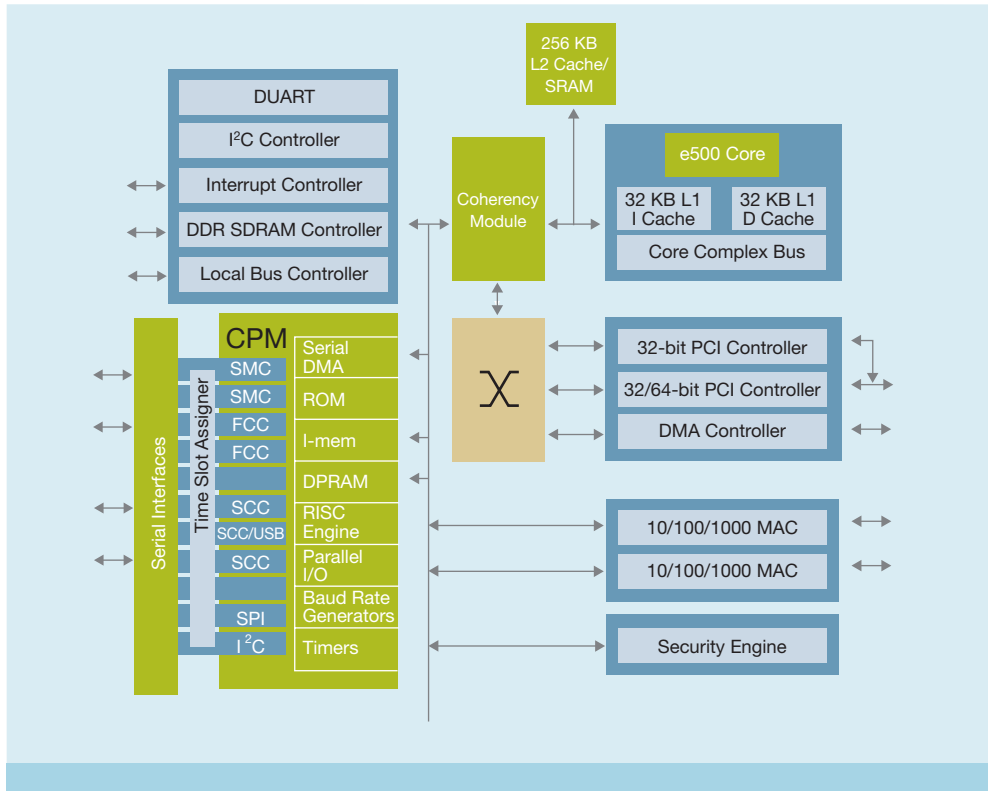 256 KB
L2 Cache/
SRAM
DUART
I²C Controller
Interrupt Controller
DDR SDRAM Controller
Local Bus Controller
Coherency
Module
e500 Core
32 KB L1
I Cache
32 KB L1
D Cache
Core Complex Bus
Serial Interfaces
Time Slot Assigner
CPM
SMC
SMC
FCC
FCC
SCC
SCC/USB
SCC
SPI
I²C
Serial
DMA
ROM
I-mem
DPRAM
RISC
Engine
Parallel
I/O
Baud Rate
Generators
Timers
32-bit PCI Controller
32/64-bit PCI Controller
DMA Controller
10/100/1000 MAC
10/100/1000 MAC
Security Engine